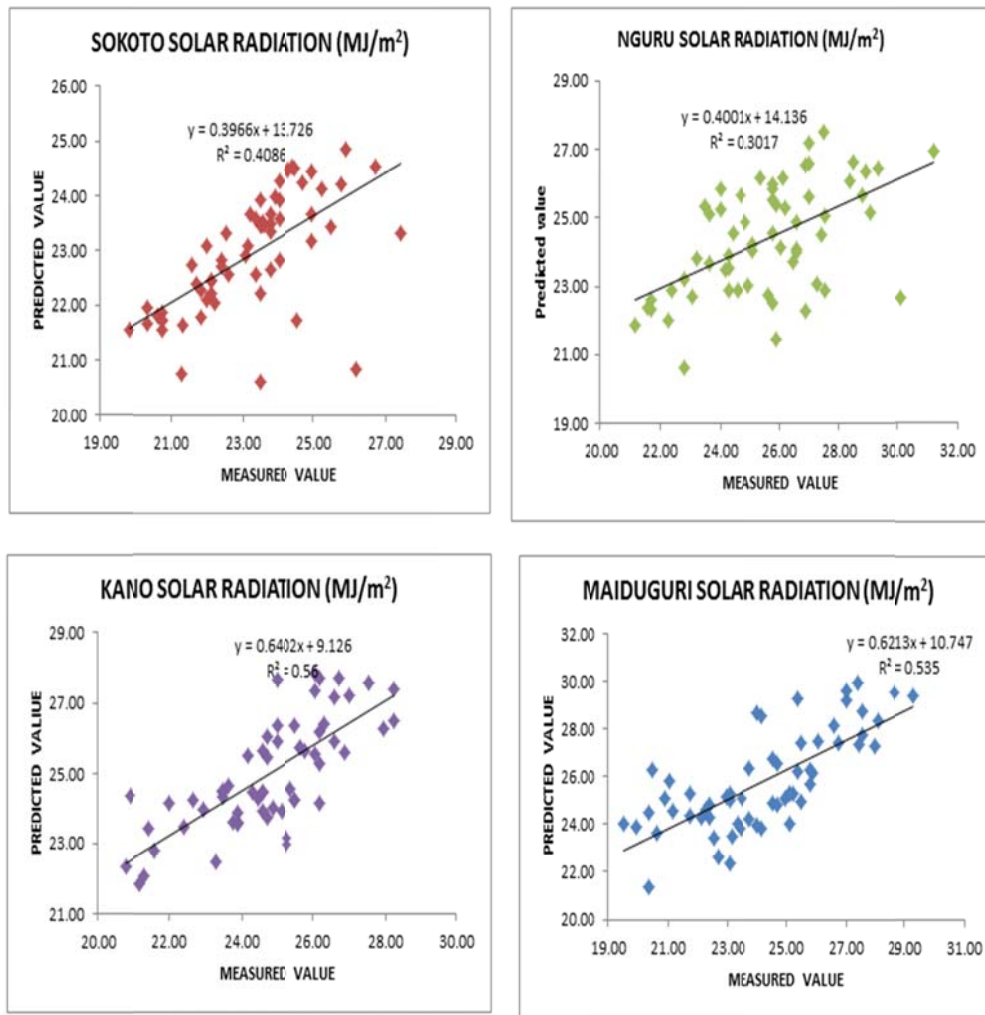 SOKOTO SOLAR RADIATION (MJ/m²)
26.00
25.00
24.00
23.00
22.00
21.00
20.00
PREDICTED VALUE
y = 0.3966x + 13.726
R² = 0.4086
19.00 21.00 23.00 25.00 27.00 29.00
MEASURED VALUE
NGURU SOLAR RADIATION (MJ/m²)
29.00
27.00
25.00
23.00
21.00
19.00
Predicted value
y = 0.4001x + 14.136
R² = 0.3017
20.00 22.00 24.00 26.00 28.00 30.00 32.00
MEASURED VALUE
KANO SOLAR RADIATION (MJ/m²)
29.00
27.00
25.00
23.00
21.00
PREDICTED VALIUE
y = 0.6402x + 9.126
R² = 0.56
20.00 22.00 24.00 26.00 28.00 30.00
MEASURED VALUE
MAIDUGURI SOLAR RADIATION (MJ/m²)
32.00
30.00
28.00
26.00
24.00
22.00
20.00
PREDICTED VALUE
y = 0.6213x + 10.747
R² = 0.535
19.00 21.00 23.00 25.00 27.00 29.00 31.00
MEASURED VALUE